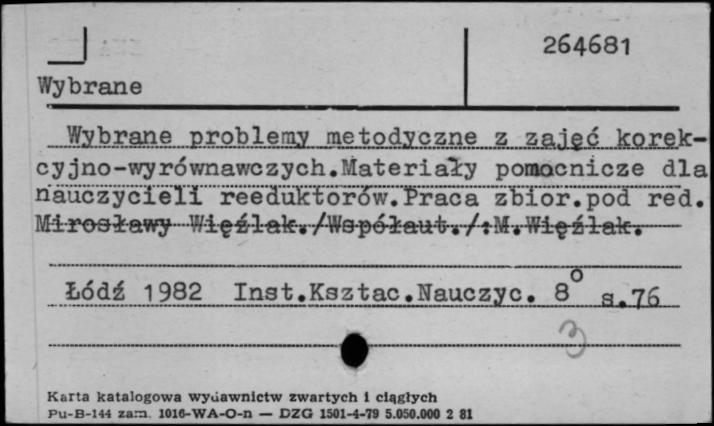 264681
Wybrane
Wybrane problemy metodyczne z zajęć korek-
cyjno-wyrównawczych.Materiały pomocnicze dla
nauczycieli reeduktorów.Praca zbior.pod red.
Mirosławy Więźlak./Współaut./:M.Więźlak.
Łódź 1982 Inst.Kształc.Nauczyc. 8° s.76
3
Karta katalogowa wydawnictw zwartych i ciągłych
Pu-B-144 zam. 1016-WA-O-n — DZG 1501-4-79 5.050.000 2 81